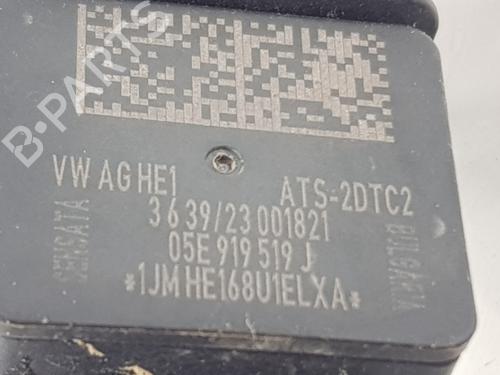 B-PARTS
VW AG HE1 ATS-2DTC2
3 6 39/23 001821
05E 919 519 J
*1JM HE168U1ELXA*
SENSATA
BULGARIA